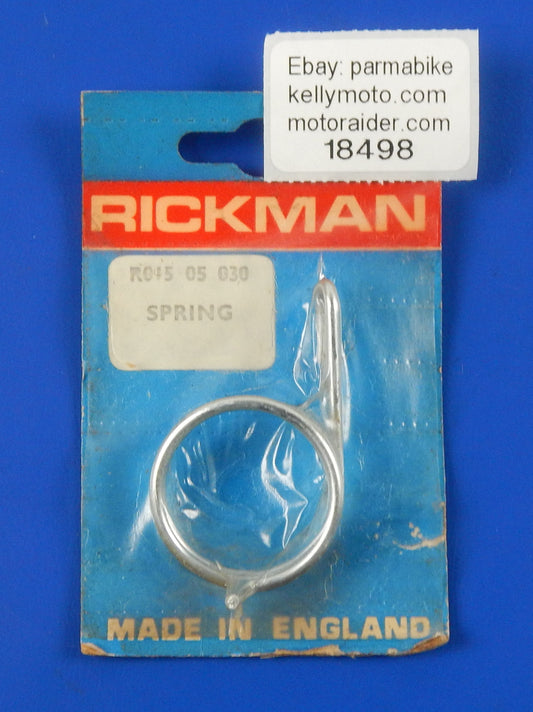 Ebay: parmabike
kellymoto.com
motoraider.com
18498
RICKMAN
R045 05 030
SPRING
MADE IN ENGLAND